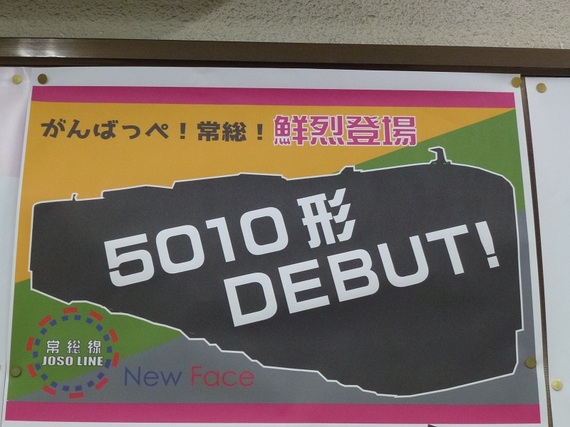 がんばっぺ！常総！鮮烈登場
5010形
DEBUT!
常総線
JOSO LINE
New Face